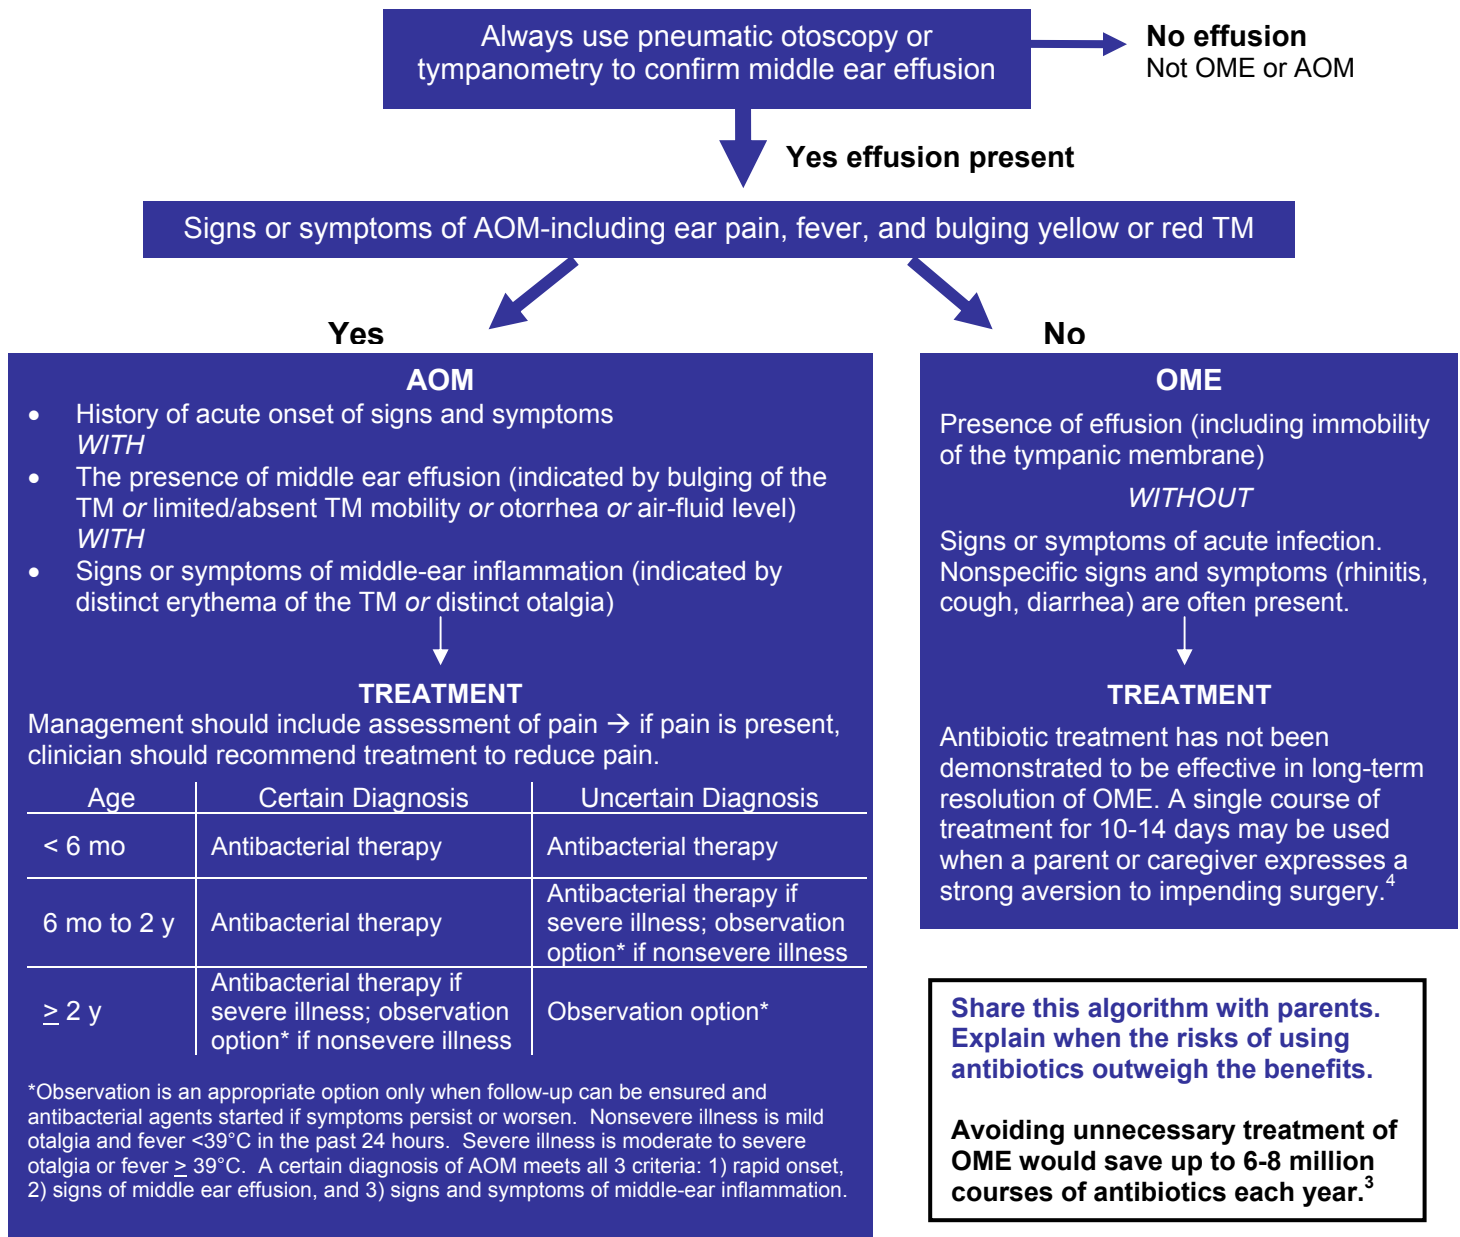 Always use pneumatic otoscopy or
tympanometry to confirm middle ear effusion
No effusion
Not OME or AOM
Yes effusion present
Signs or symptoms of AOM-including ear pain, fever, and bulging yellow or red TM
Yes
No
AOM
• History of acute onset of signs and symptoms
WITH
• The presence of middle ear effusion (indicated by bulging of the
TM or limited/absent TM mobility or otorrhea or air-fluid level)
WITH
• Signs or symptoms of middle-ear inflammation (indicated by
distinct erythema of the TM or distinct otalgia)
TREATMENT
Management should include assessment of pain → if pain is present,
clinician should recommend treatment to reduce pain.
Age Certain Diagnosis Uncertain Diagnosis
< 6 mo Antibacterial therapy Antibacterial therapy
6 mo to 2 y Antibacterial therapy Antibacterial therapy if
severe illness; observation
option* if nonsevere illness
≥ 2 y Antibacterial therapy if
severe illness; observation
option* if nonsevere illness
Observation option*
*Observation is an appropriate option only when follow-up can be ensured and
antibacterial agents started if symptoms persist or worsen. Nonsevere illness is mild
otalgia and fever <39°C in the past 24 hours. Severe illness is moderate to severe
otalgia or fever ≥ 39°C. A certain diagnosis of AOM meets all 3 criteria: 1) rapid onset,
2) signs of middle ear effusion, and 3) signs and symptoms of middle-ear inflammation.
OME
Presence of effusion (including immobility
of the tympanic membrane)
WITHOUT
Signs or symptoms of acute infection.
Nonspecific signs and symptoms (rhinitis,
cough, diarrhea) are often present.
TREATMENT
Antibiotic treatment has not been
demonstrated to be effective in long-term
resolution of OME. A single course of
treatment for 10-14 days may be used
when a parent or caregiver expresses a
strong aversion to impending surgery.4
Share this algorithm with parents.
Explain when the risks of using
antibiotics outweigh the benefits.
Avoiding unnecessary treatment of
OME would save up to 6-8 million
courses of antibiotics each year.3